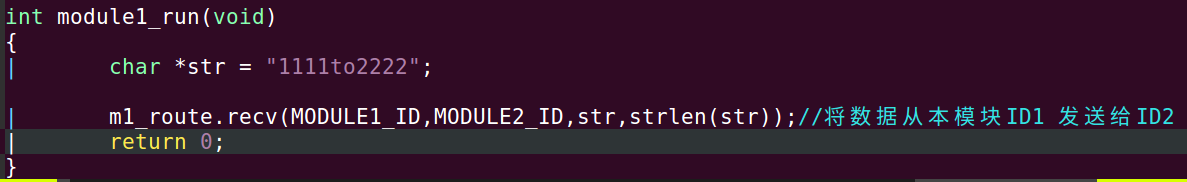 int module1_run(void)
{
char *str = "1111to2222";
m1_route.recv(MODULE1_ID,MODULE2_ID,str,strlen(str));//将数据从本模块ID1 发送给ID2
return 0;
}